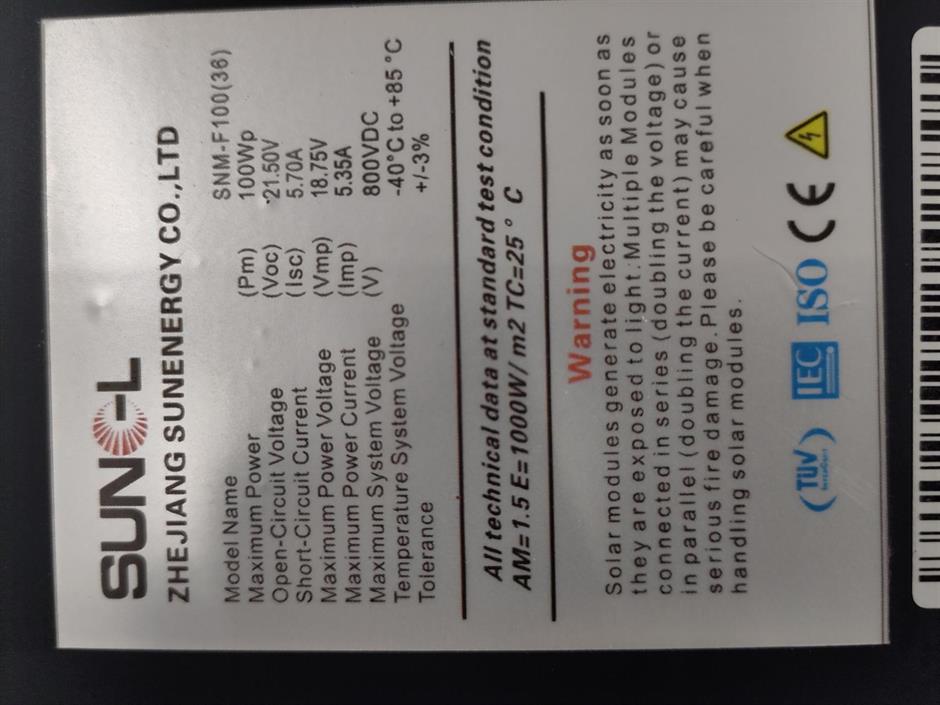 SUN-L
ZHEJIANG SUNENERGY CO.,LTD
Model Name SNM-F100(36)
Maximum Power (Pm) 100Wp
Open-Circuit Voltage (Voc) 21.50V
Short-Circuit Current (Isc) 5.70A
Maximum Power Voltage (Vmp) 18.75V
Maximum Power Current (Imp) 5.35A
Maximum System Voltage (V) 800VDC
Temperature System Voltage -40°C to +85°C
Tolerance +/-3%
All technical data at standard test condition
AM=1.5 E=1000W/ m2 TC=25° C
Warning
Solar modules generate electricity as soon as
they are exposed to light.Multiple Modules
connected in series (doubling the voltage) or
in parallel (doubling the current) may cause
serious fire damage.Please be careful when
handling solar modules.
TÜV IEC ISO CE